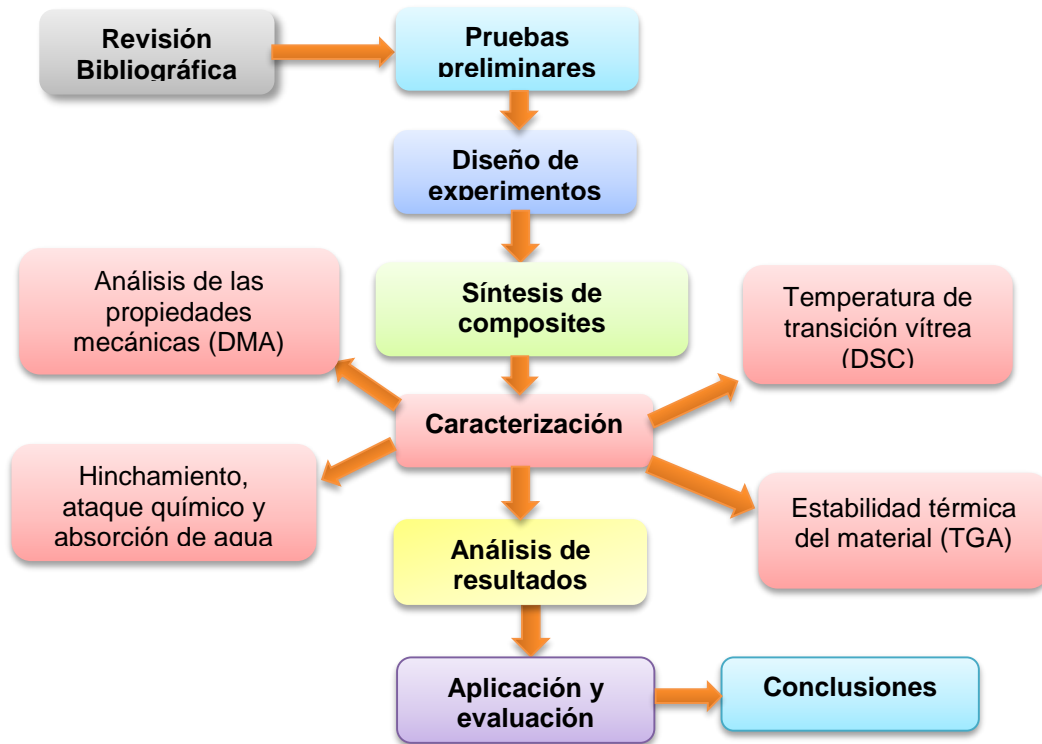 Revisión
Bibliográfica
Pruebas
preliminares
Diseño de
experimentos
Síntesis de
composites
Análisis de las
propiedades
mecánicas (DMA)
Temperatura de
transición vítrea
(DSC)
Caracterización
Hinchamiento,
ataque químico y
absorción de agua
Estabilidad térmica
del material (TGA)
Análisis de
resultados
Aplicación y
evaluación
Conclusiones